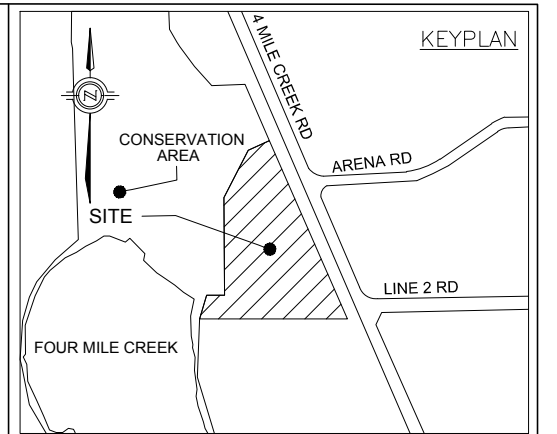 KEYPLAN
4 MILE CREEK RD
N
CONSERVATION
AREA
ARENA RD
SITE
LINE 2 RD
FOUR MILE CREEK